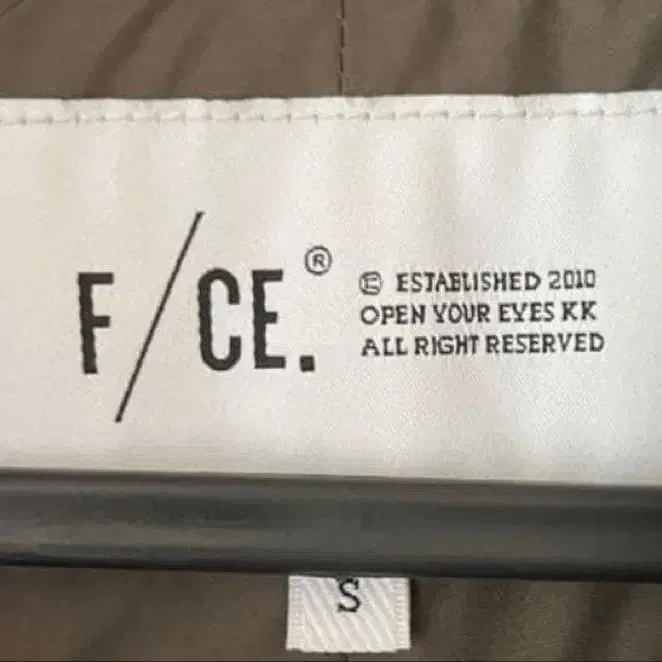 F/CE.®
Ⓔ ESTABLISHED 2010
OPEN YOUR EYES KK
ALL RIGHT RESERVED
S